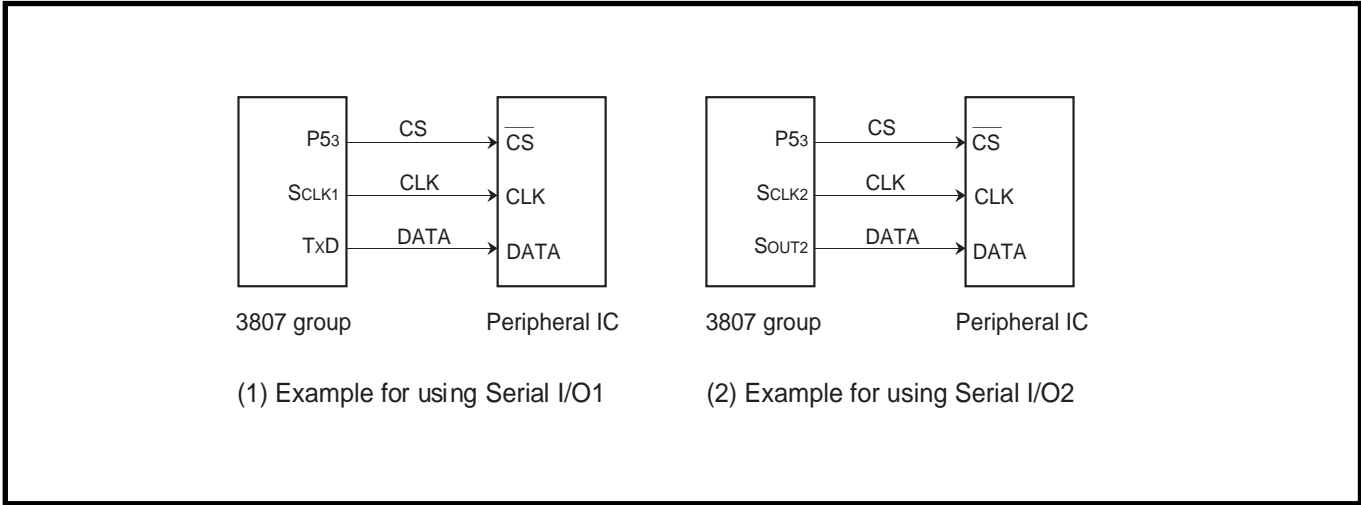 P53 CS CS
SCLK1 CLK CLK
TxD DATA DATA
3807 group Peripheral IC
(1) Example for using Serial I/O1
P53 CS CS
SCLK2 CLK CLK
SOUT2 DATA DATA
3807 group Peripheral IC
(2) Example for using Serial I/O2